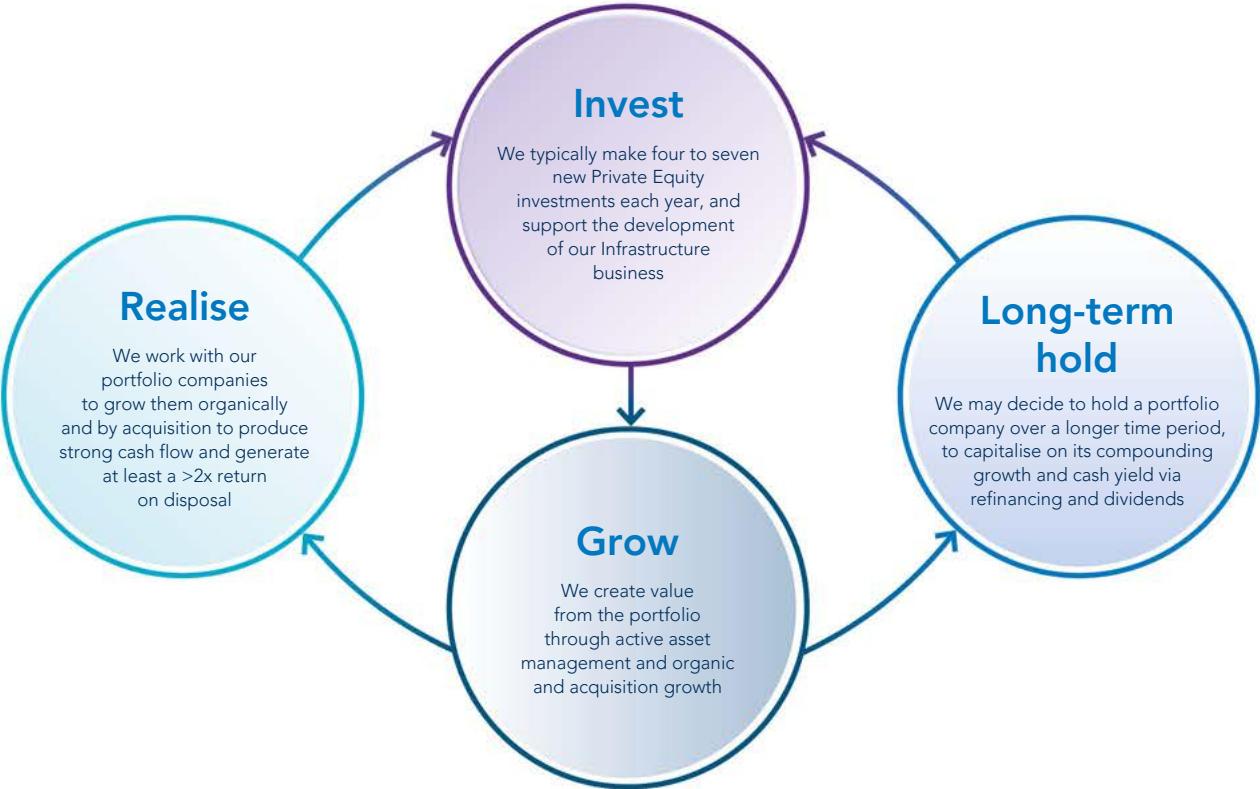 Invest
We typically make four to seven
new Private Equity
investments each year, and
support the development
of our Infrastructure
business
Realise
We work with our
portfolio companies
to grow them organically
and by acquisition to produce
strong cash flow and generate
at least a >2x return
on disposal
Long-term
hold
We may decide to hold a portfolio
company over a longer time period,
to capitalise on its compounding
growth and cash yield via
refinancing and dividends
Grow
We create value
from the portfolio
through active asset
management and organic
and acquisition growth